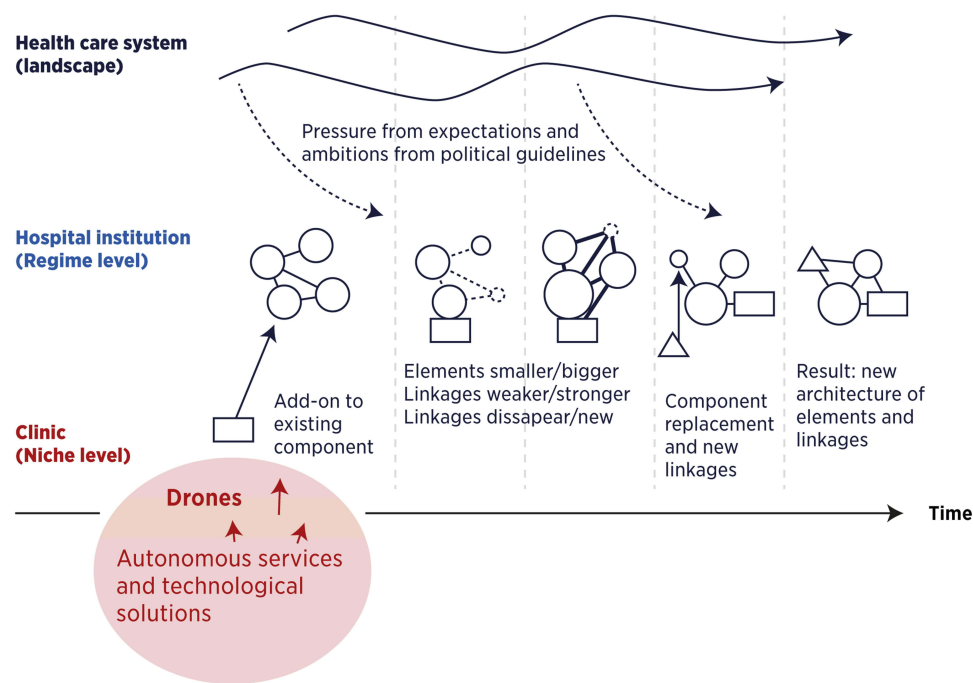 Health care system
(landscape)
Pressure from expectations and
ambitions from political guidelines
Hospital institution
(Regime level)
Add-on to
existing
component
Elements smaller/bigger
Linkages weaker/stronger
Linkages dissapear/new
Component
replacement
and new
linkages
Result: new
architecture of
elements and
linkages
Clinic
(Niche level)
Drones
Autonomous services
and technological
solutions
Time